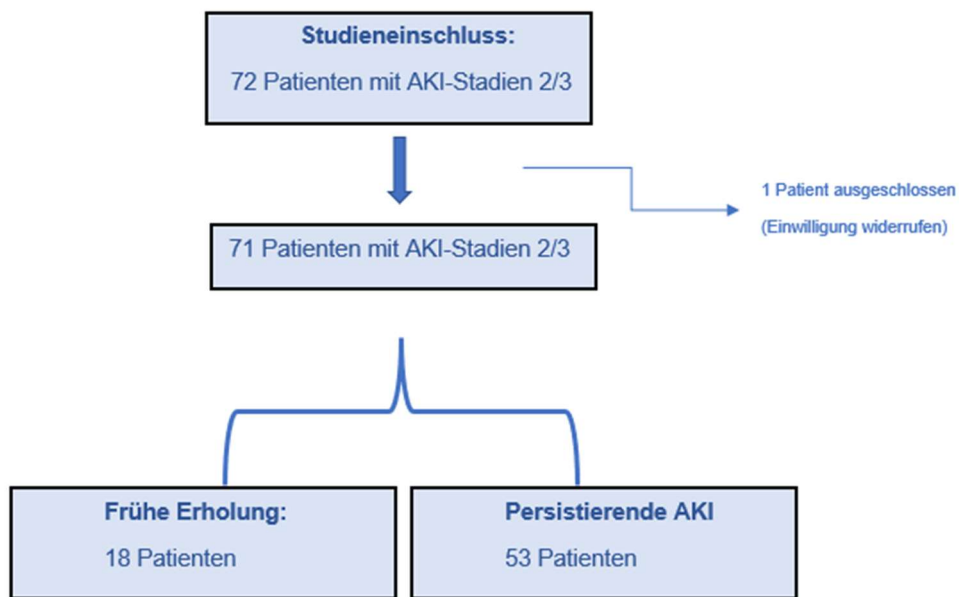 Studieneinschluss:
72 Patienten mit AKI-Stadien 2/3
1 Patient ausgeschlossen
(Einwilligung widerrufen)
71 Patienten mit AKI-Stadien 2/3
Frühe Erholung:
18 Patienten
Persistierende AKI
53 Patienten